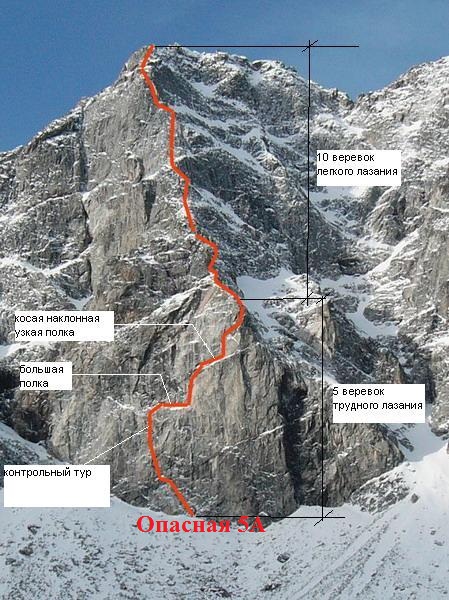 10 веревок
легкого лазания
косая наклонная
узкая полка
большая
полка
5 веревок
трудного лазания
контрольный тур
Опасная 5А